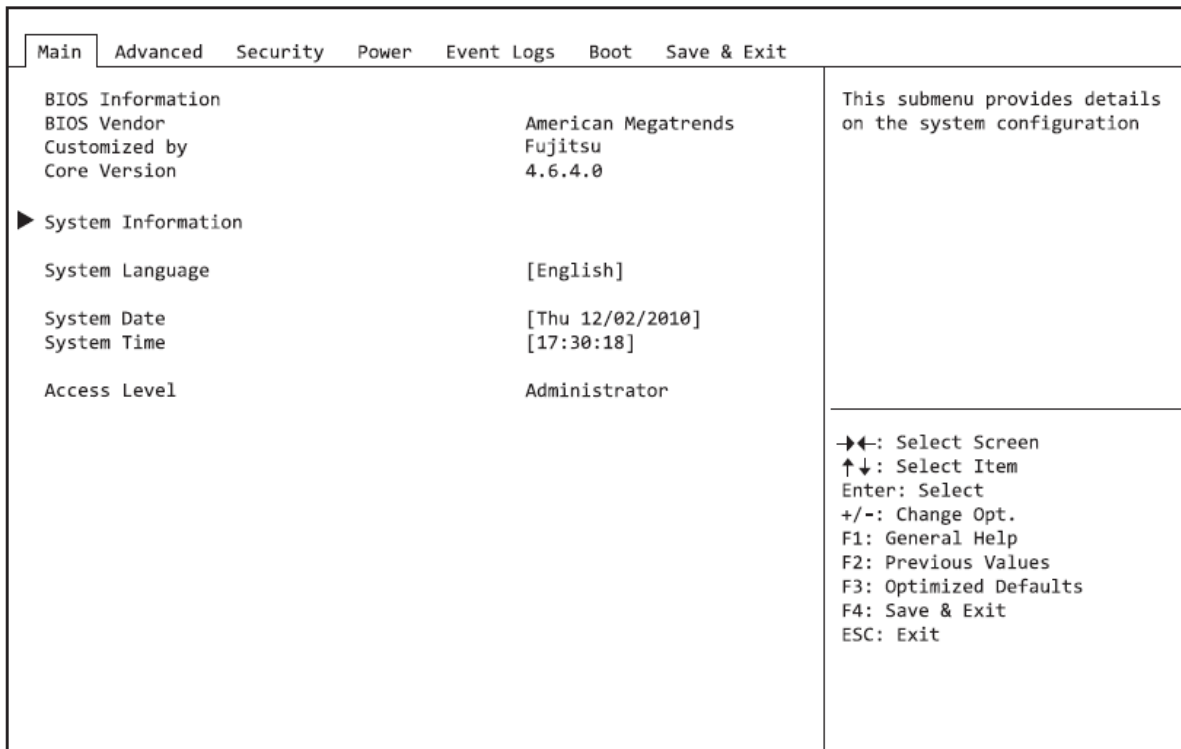 Main Advanced Security Power Event Logs Boot Save & Exit
BIOS Information
BIOS Vendor American Megatrends
Customized by Fujitsu
Core Version 4.6.4.0
▶ System Information
System Language [English]
System Date [Thu 12/02/2010]
System Time [17:30:18]
Access Level Administrator
This submenu provides details
on the system configuration
→←: Select Screen
↑↓: Select Item
Enter: Select
+/-: Change Opt.
F1: General Help
F2: Previous Values
F3: Optimized Defaults
F4: Save & Exit
ESC: Exit